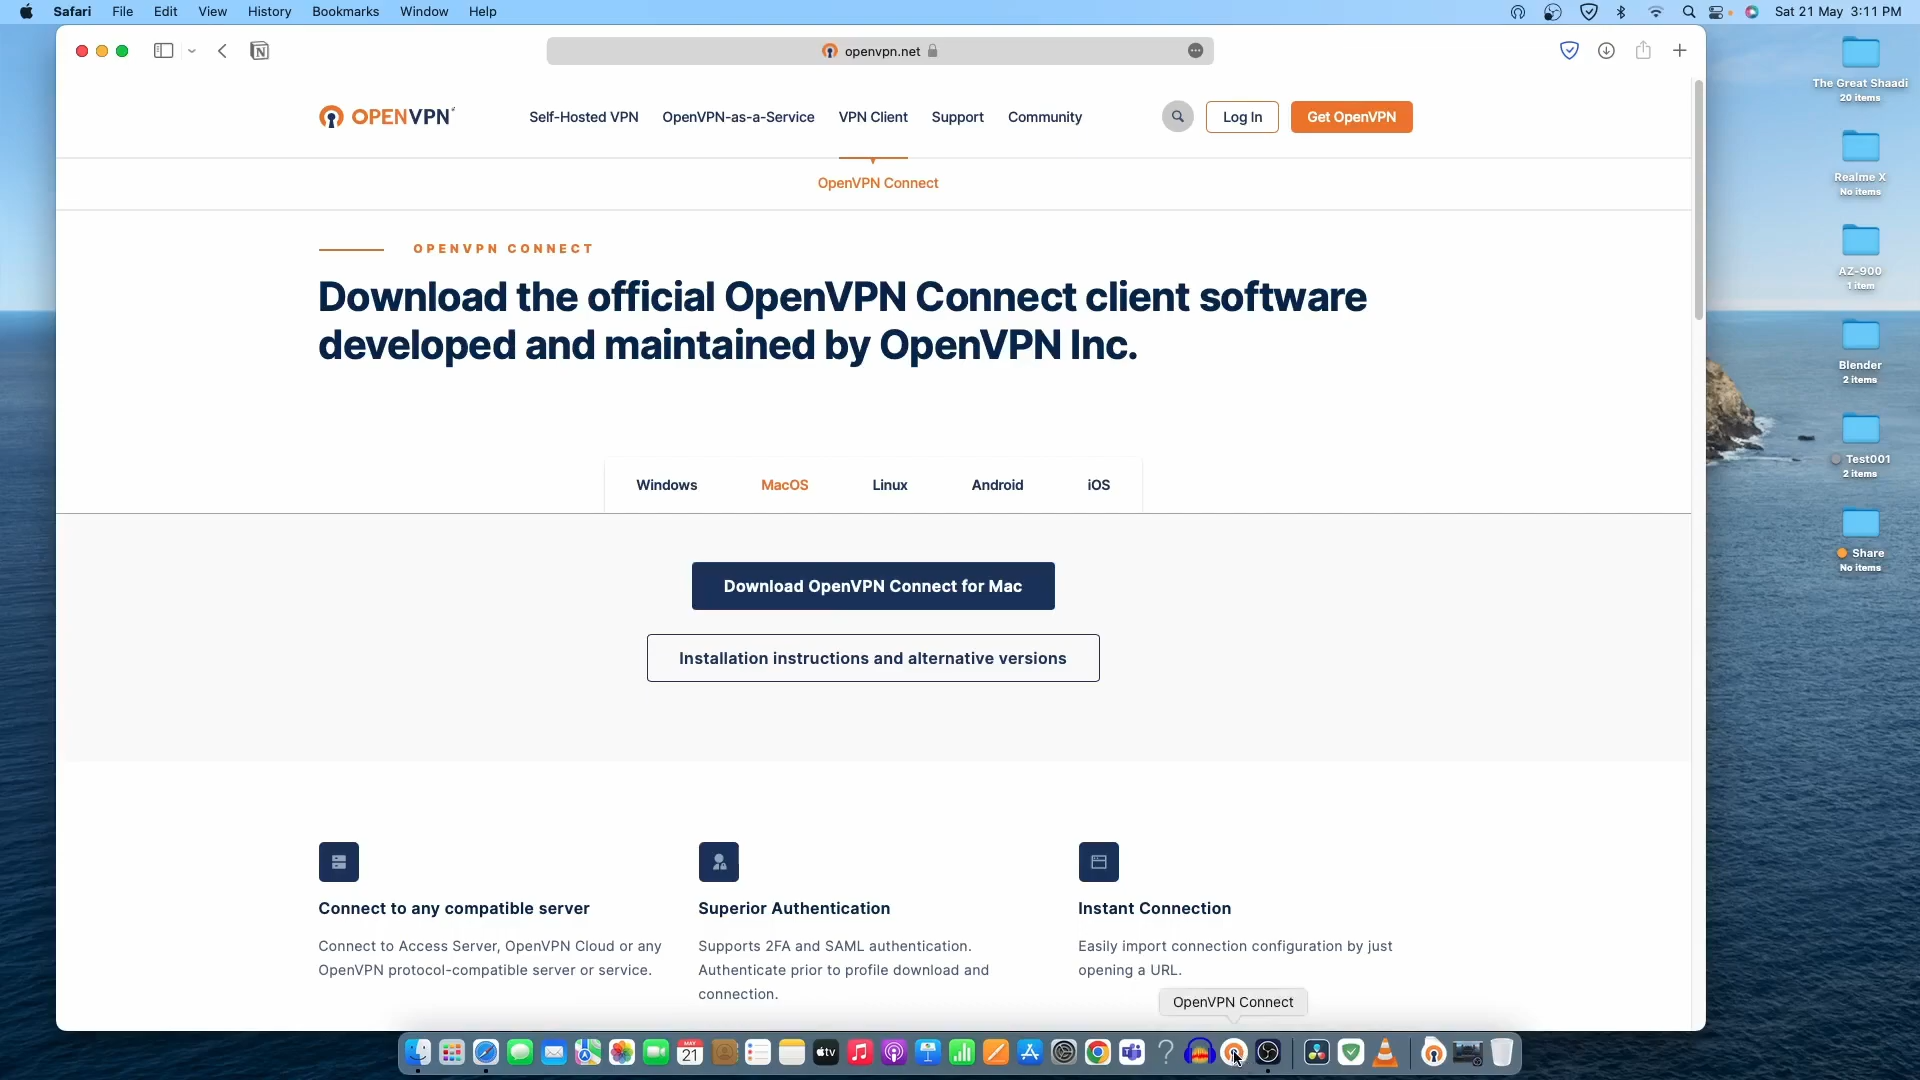 Safari File Edit View History Bookmarks Window Help
Sat 21 May 3:11 PM
openvpn.net
OPENVPN
Self-Hosted VPN OpenVPN-as-a-Service VPN Client Support Community
Log In
Get OpenVPN
OpenVPN Connect
OPENVPN CONNECT
Download the official OpenVPN Connect client software
developed and maintained by OpenVPN Inc.
Windows MacOS Linux Android iOS
Download OpenVPN Connect for Mac
Installation instructions and alternative versions
Connect to any compatible server
Connect to Access Server, OpenVPN Cloud or any
OpenVPN protocol-compatible server or service.
Superior Authentication
Supports 2FA and SAML authentication.
Authenticate prior to profile download and
connection.
Instant Connection
Easily import connection configuration by just
opening a URL.
OpenVPN Connect
The Great Shaadi
20 items
Realme X
No items
AZ-900
1 item
Blender
2 items
Test001
2 items
Share
No items
MAY
21
tv